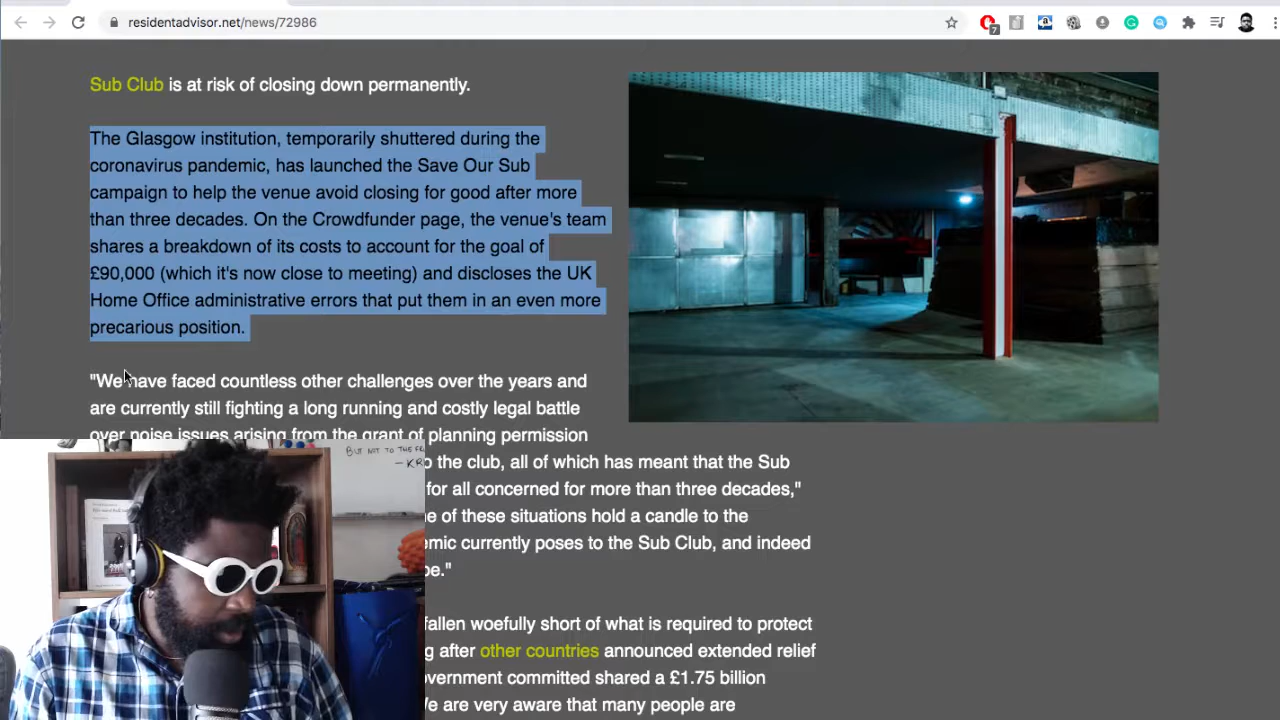 residentadvisor.net/news/72986
7
Sub Club is at risk of closing down permanently.
The Glasgow institution, temporarily shuttered during the
coronavirus pandemic, has launched the Save Our Sub
campaign to help the venue avoid closing for good after more
than three decades. On the Crowdfunder page, the venue's team
shares a breakdown of its costs to account for the goal of
£90,000 (which it's now close to meeting) and discloses the UK
Home Office administrative errors that put them in an even more
precarious position.
"We have faced countless other challenges over the years and
are currently still fighting a long running and costly legal battle
over noise issues arising from the grant of planning permission
the club, all of which has meant that the Sub
for all concerned for more than three decades,"
of these situations hold a candle to the
currently poses to the Sub Club, and indeed
fallen woefully short of what is required to protect
after other countries announced extended relief
committed shared a £1.75 billion
are very aware that many people are
BUT NOT TO THE